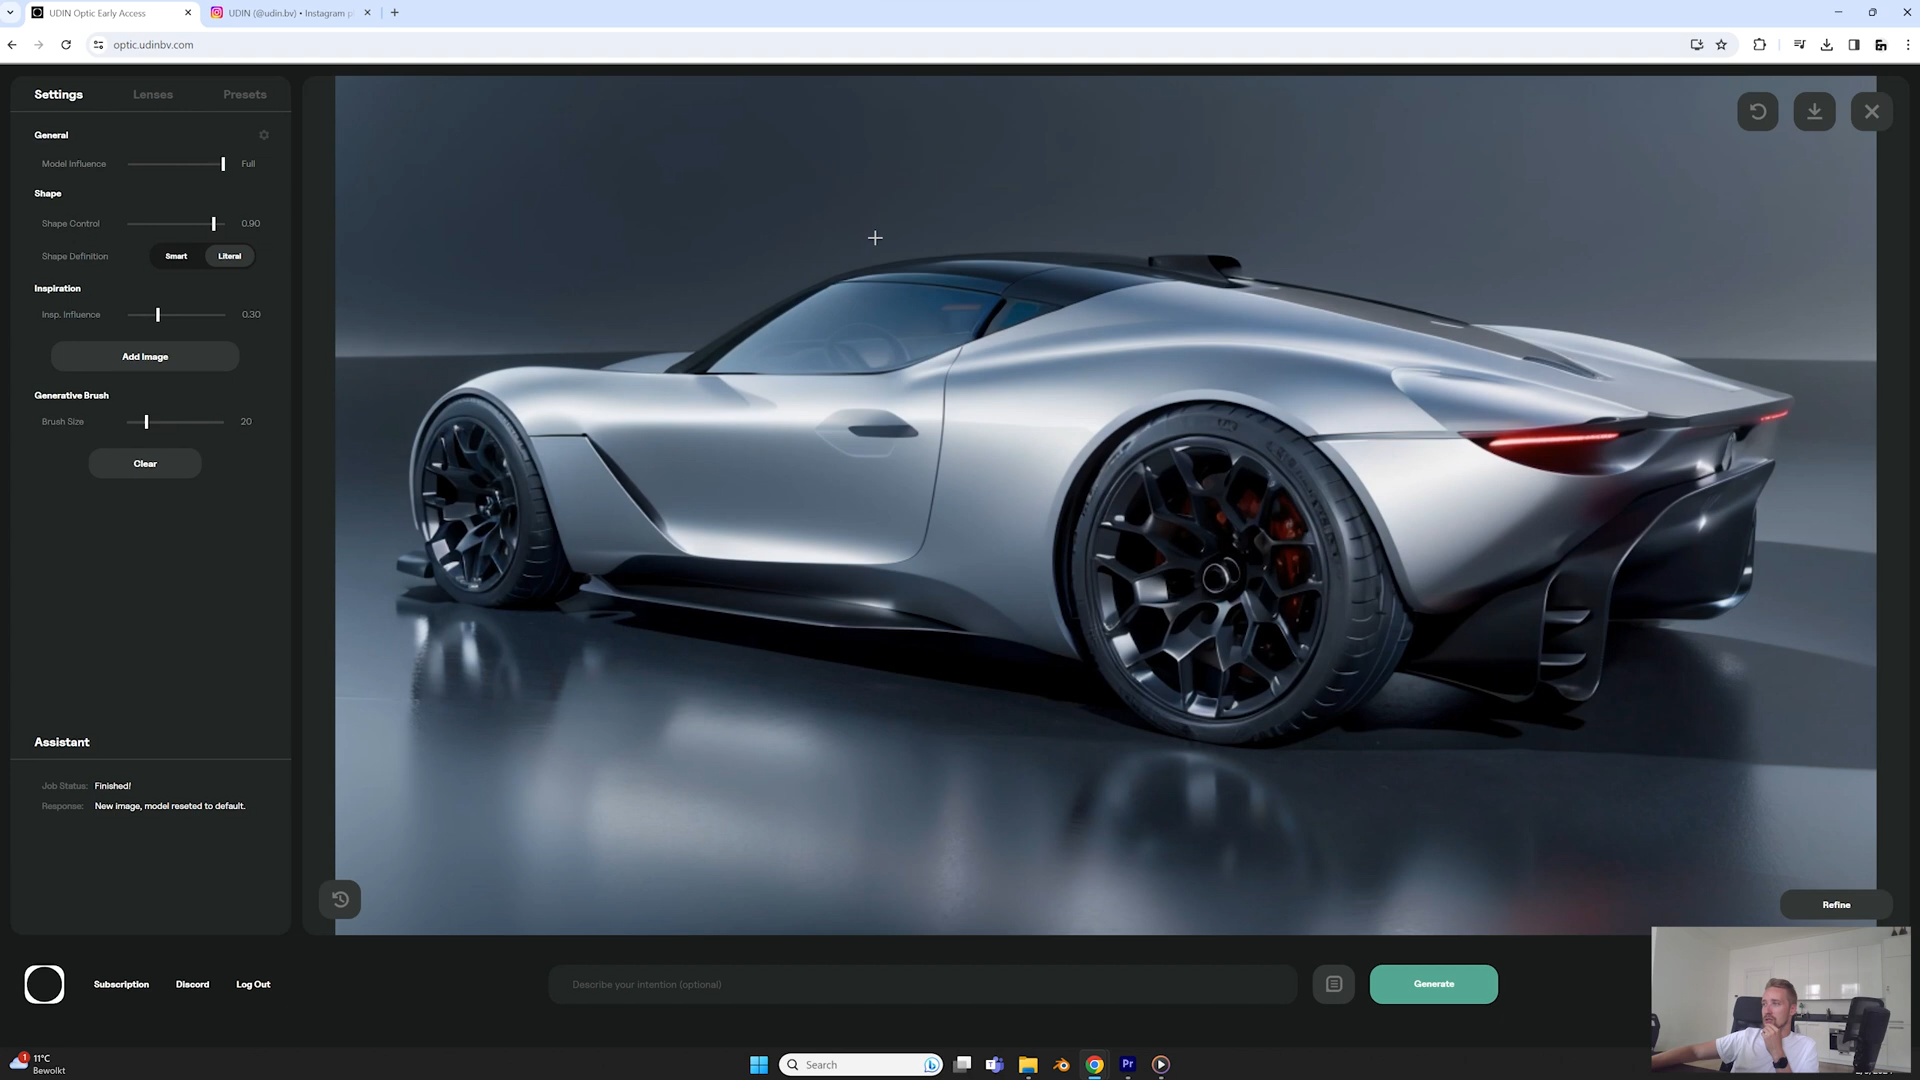 UDIN Optic Early Access
UDIN (@udin.bv) • Instagram
optic.udinbv.com
Settings
Lenses
Presets
General
Model Influence
Full
Shape
Shape Control
0.90
Shape Definition
Smart
Literal
Inspiration
Insp. Influence
0.30
Add Image
Generative Brush
Brush Size
20
Clear
Assistant
Job Status: Finished!
Response: New image, model reseted to default.
Refine
Subscription
Discord
Log Out
Describe your intention (optional)
Generate
1
11°C
Bewolkt
Search
Pr